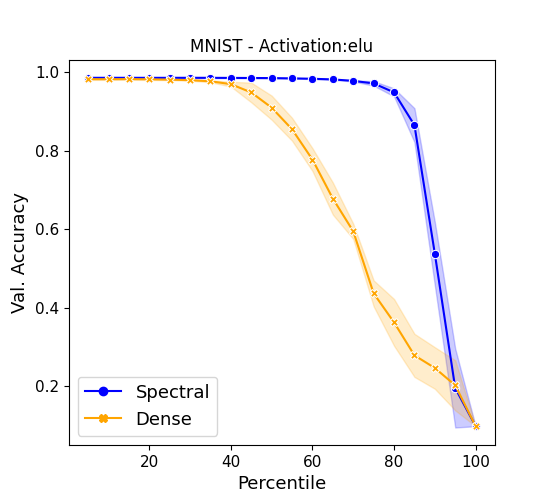 MNIST - Activation:elu
Val. Accuracy
1.0
0.8
0.6
0.4
0.2
Spectral
Dense
20 40 60 80 100
Percentile